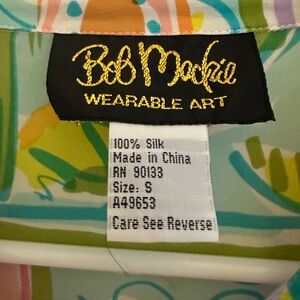 Bob Mackie
WEARABLE ART
100% Silk
Made in China
RN 90133
Size: S
A49653
Care See Reverse